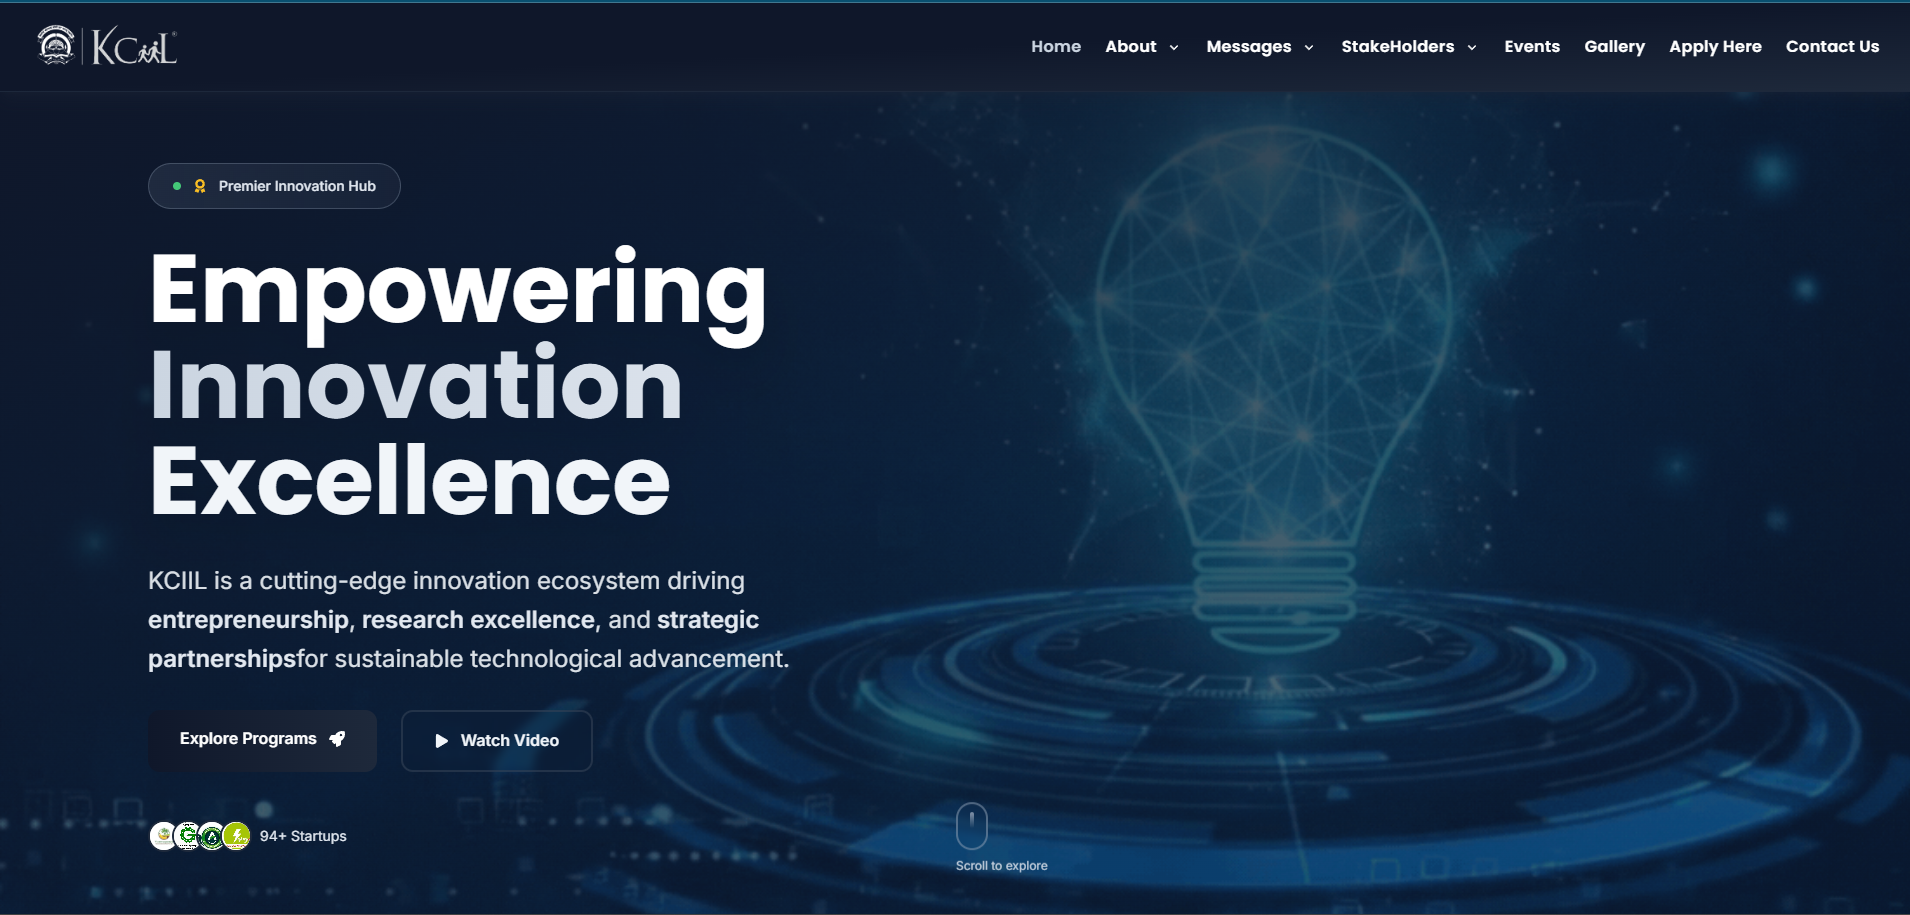 KCiiL
Home About Messages StakeHolders Events Gallery Apply Here Contact Us
Premier Innovation Hub
Empowering
Innovation
Excellence
KCIIL is a cutting-edge innovation ecosystem driving
entrepreneurship, research excellence, and strategic
partnershipsfor sustainable technological advancement.
Explore Programs Watch Video
94+ Startups
Scroll to explore